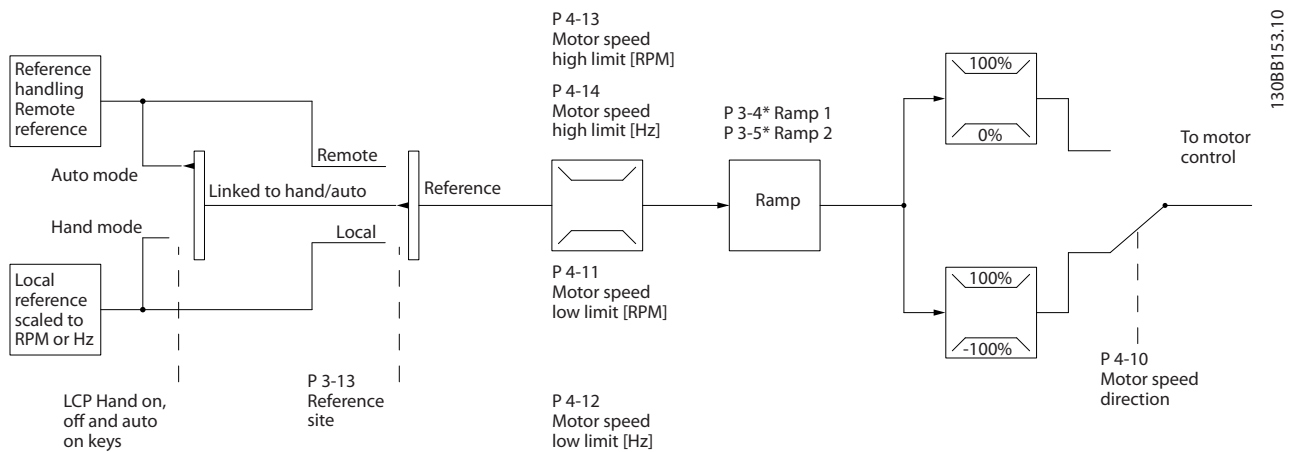 Reference
handling
Remote
reference
Auto mode
Hand mode
Local
reference
scaled to
RPM or Hz
LCP Hand on,
off and auto
on keys
Linked to hand/auto
Remote
Local
P 3-13
Reference
site
Reference
P 4-13
Motor speed
high limit [RPM]
P 4-14
Motor speed
high limit [Hz]
P 4-11
Motor speed
low limit [RPM]
P 4-12
Motor speed
low limit [Hz]
P 3-4* Ramp 1
P 3-5* Ramp 2
Ramp
100%
0%
100%
-100%
To motor
control
P 4-10
Motor speed
direction
130BB153.10